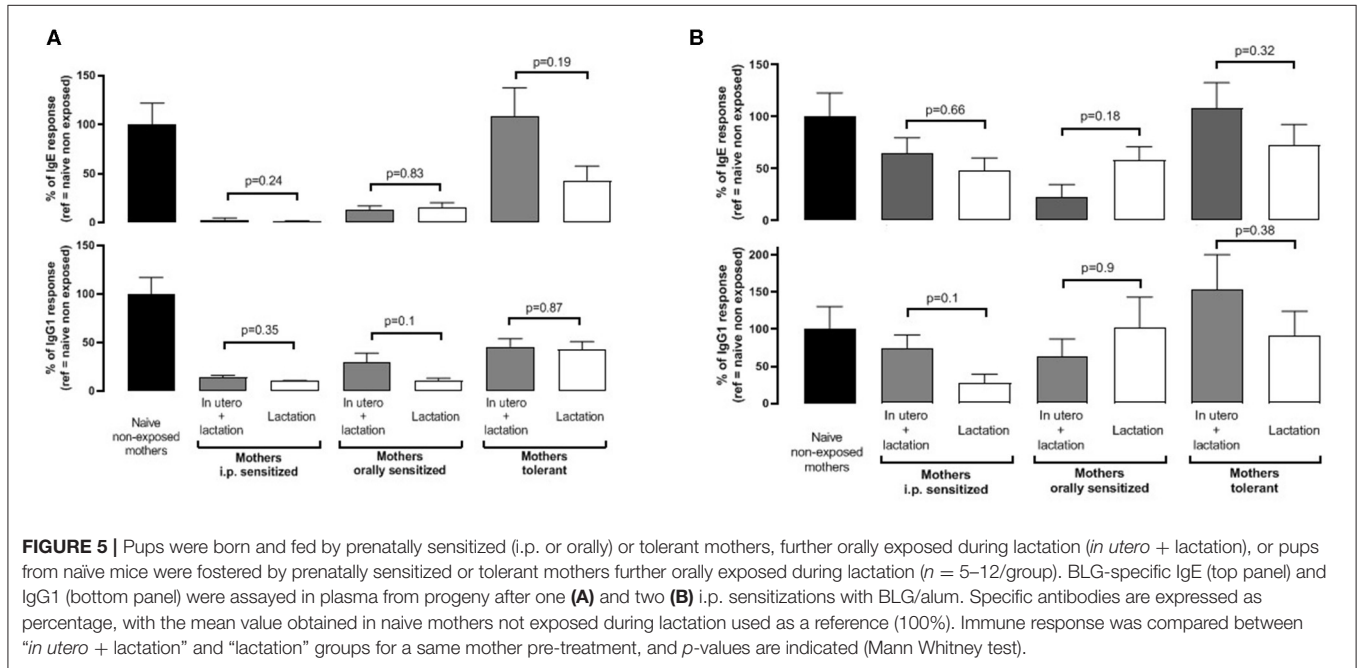 A
% of IgE response
(ref = naive non exposed)
150
100
50
0
p=0.24
p=0.83
p=0.19
% of IgG1 response
(ref = naive non exposed)
150
100
50
0
p=0.35
p=0.1
p=0.87
Naive
non-exposed
mothers
In utero
+
lactation
Lactation
In utero
+
lactation
Lactation
In utero
+
lactation
Lactation
Mothers
i.p. sensitized
Mothers
orally sensitized
Mothers
tolerant
B
% of IgE response
(ref = naive non exposed)
150
100
50
0
p=0.66
p=0.18
p=0.32
% of IgG1 response
(ref = naive non exposed)
200
150
100
50
0
p=0.1
p=0.9
p=0.38
Naive
non-exposed
mothers
In utero
+
lactation
Lactation
In utero
+
lactation
Lactation
In utero
+
lactation
Lactation
Mothers
i.p. sensitized
Mothers
orally sensitized
Mothers
tolerant
FIGURE 5 | Pups were born and fed by prenatally sensitized (i.p. or orally) or tolerant mothers, further orally exposed during lactation (in utero + lactation), or pups
from naïve mice were fostered by prenatally sensitized or tolerant mothers further orally exposed during lactation (n = 5–12/group). BLG-specific IgE (top panel) and
IgG1 (bottom panel) were assayed in plasma from progeny after one (A) and two (B) i.p. sensitizations with BLG/alum. Specific antibodies are expressed as
percentage, with the mean value obtained in naive mothers not exposed during lactation used as a reference (100%). Immune response was compared between
“in utero + lactation” and “lactation” groups for a same mother pre-treatment, and p-values are indicated (Mann Whitney test).